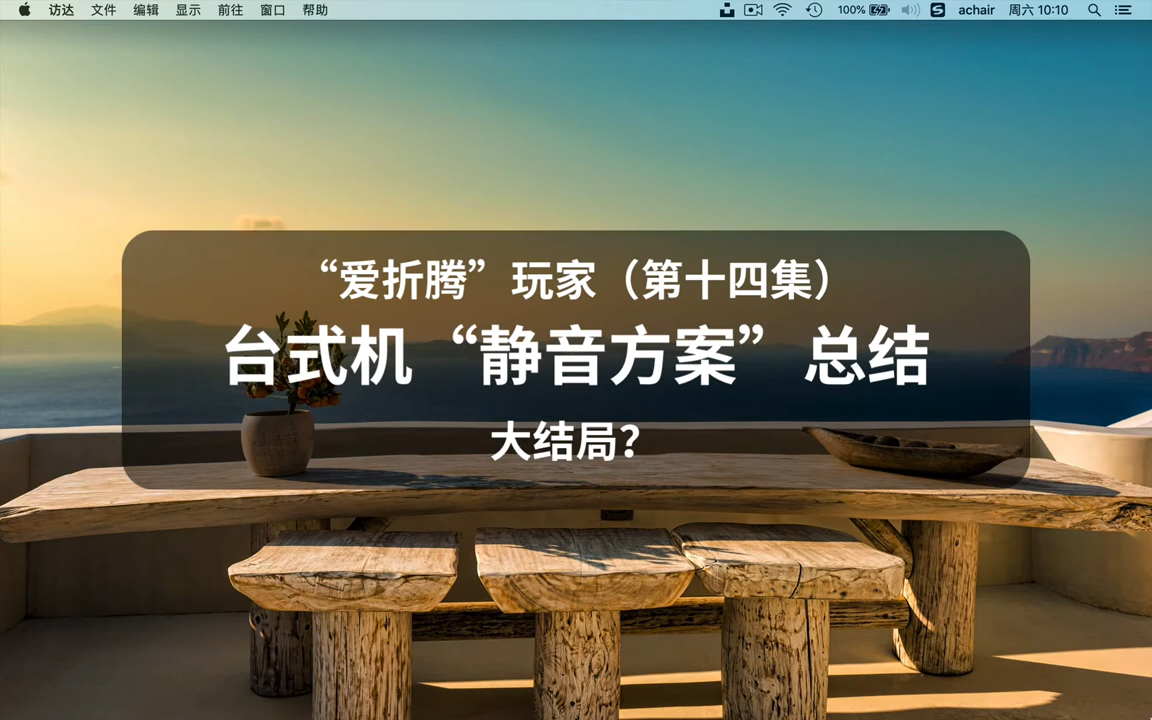 访达 文件 编辑 显示 前往 窗口 帮助 100% achair 周六 10:10
“爱折腾”玩家（第十四集）
台式机“静音方案”总结
大结局？